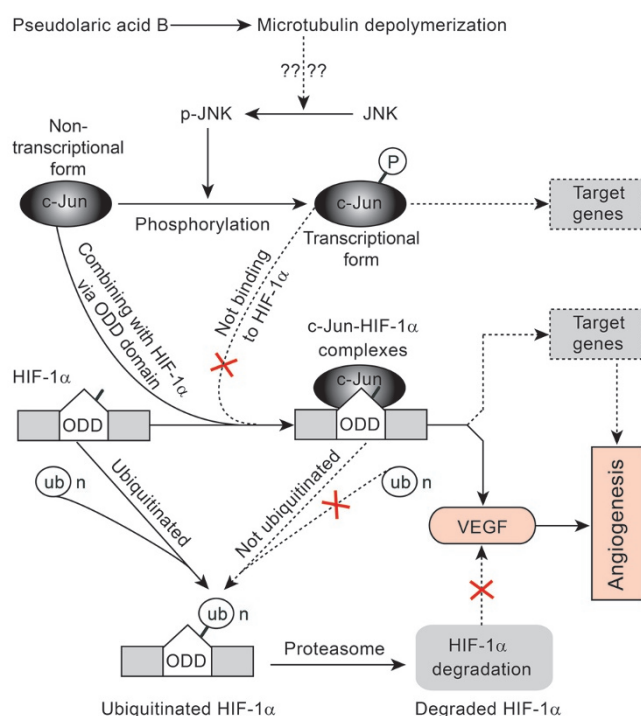 Pseudolaric acid B
Microtubulin depolymerization
?? ??
p-JNK
JNK
Non-
transcriptional
form
P
c-Jun
Phosphorylation
c-Jun
Transcriptional
form
Target
genes
Combining with HIF-1α
via ODD
domain
Not binding
to HIF-1α
c-Jun-HIF-1α
complexes
Target
genes
HIF-1α
c-Jun
ODD
ODD
ub n
Ubiquitinated
Not ubiquitinated
ub n
VEGF
Angiogenesis
ub n
ODD
Proteasome
HIF-1α
degradation
Ubiquitinated HIF-1α
Degraded HIF-1α